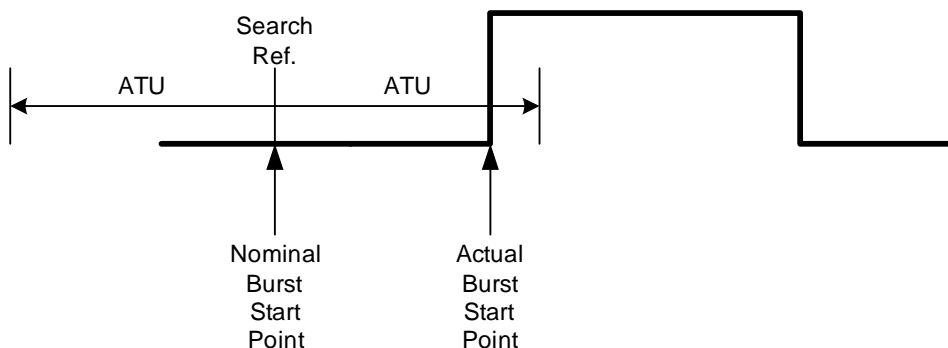 Search
Ref.
ATU
ATU
Nominal
Burst
Start
Point
Actual
Burst
Start
Point